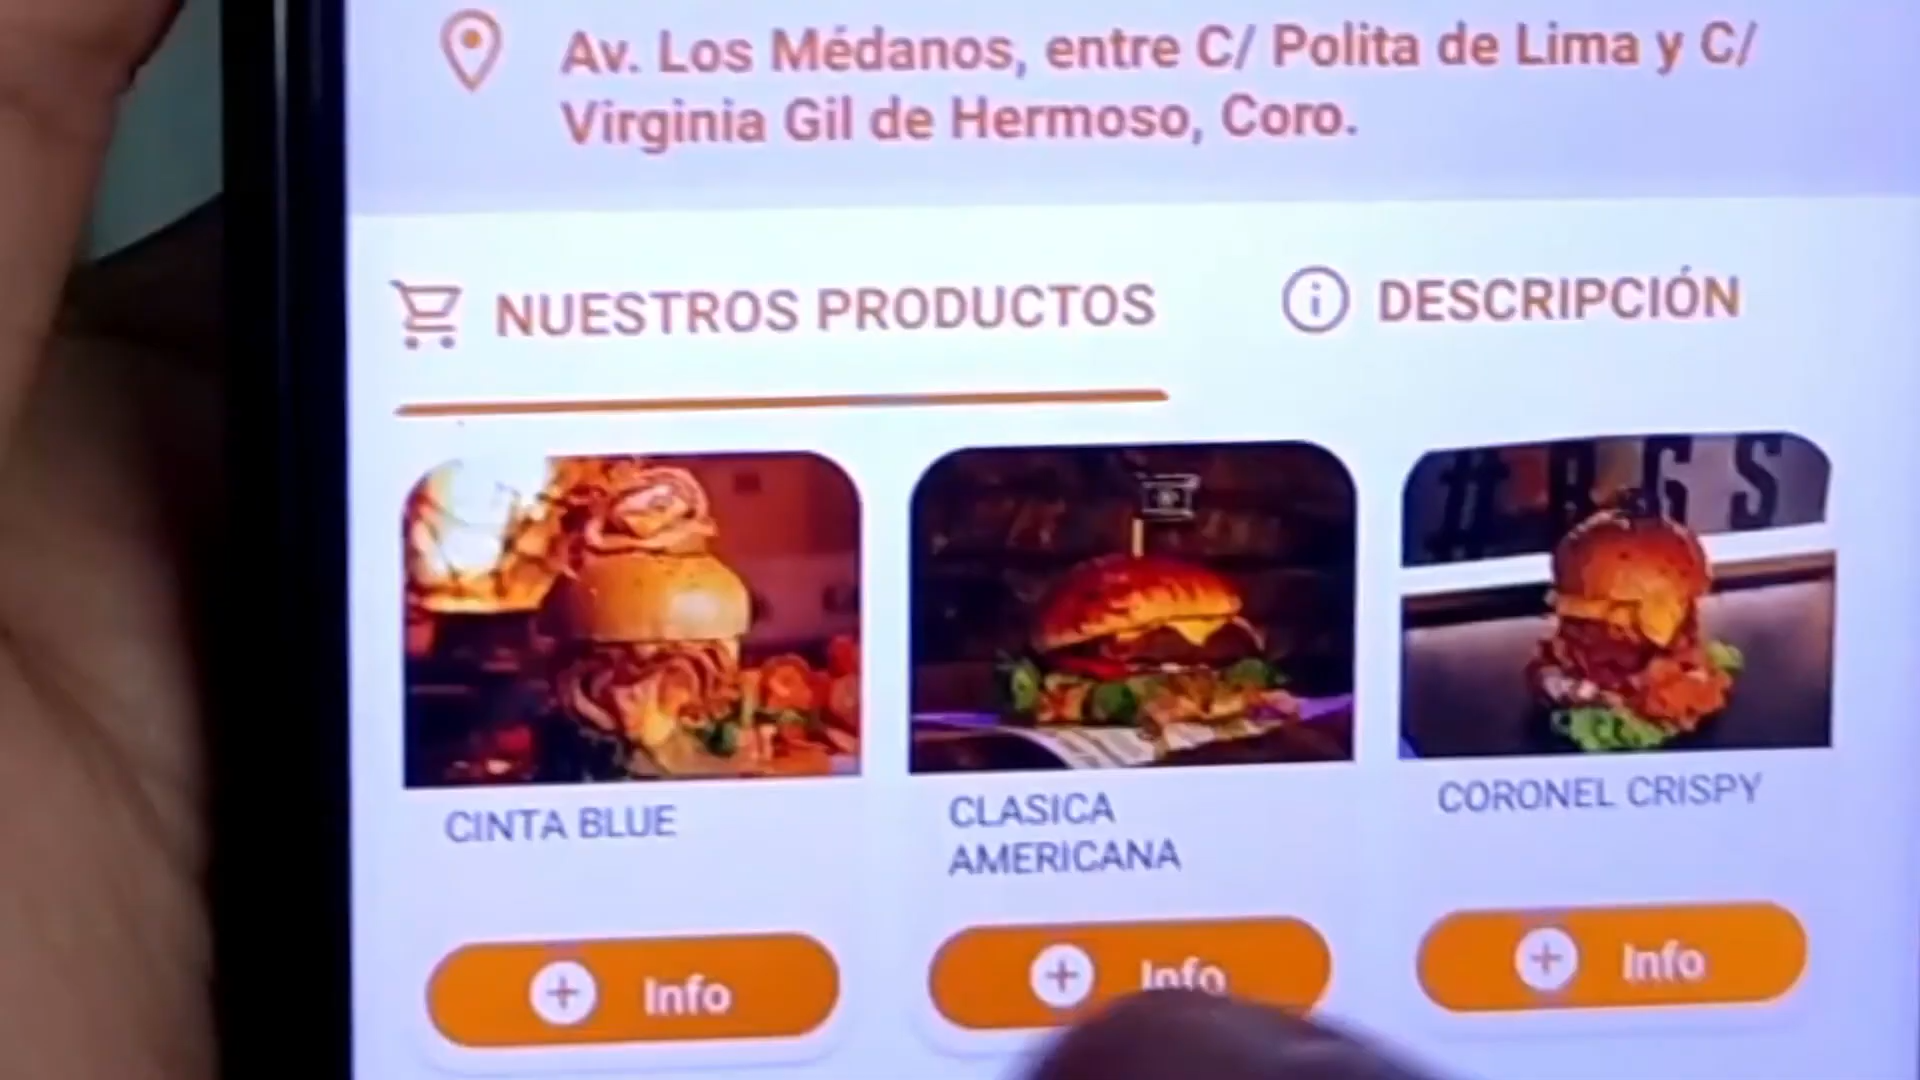 Av. Los Médanos, entre C/ Polita de Lima y C/
Virginia Gil de Hermoso, Coro.
NUESTROS PRODUCTOS
DESCRIPCIÓN
# B G S
CINTA BLUE
CLASICA
AMERICANA
CORONEL CRISPY
Info
Info
Info